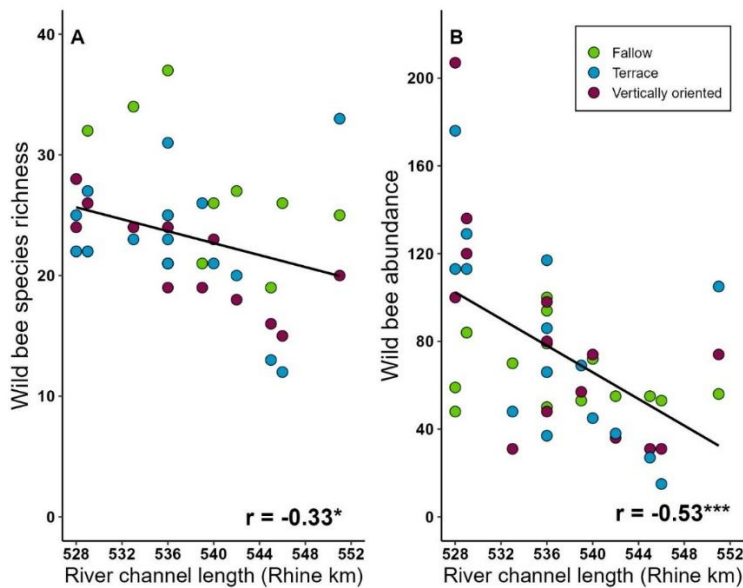 A
Wild bee species richness
40
30
20
10
0
528 532 536 540 544 548 552
River channel length (Rhine km)
r = -0.33*
B
Fallow
Terrace
Vertically oriented
Wild bee abundance
200
160
120
80
40
0
528 532 536 540 544 548 552
River channel length (Rhine km)
r = -0.53***